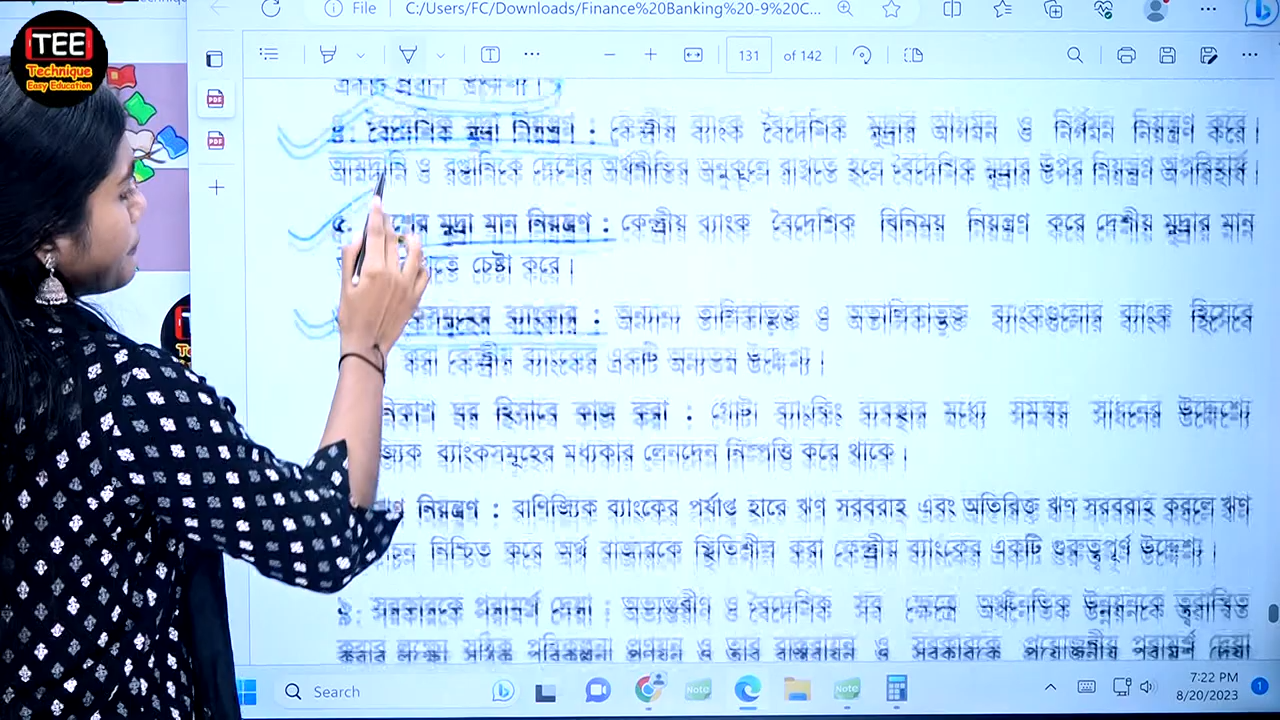 TEE
Technique
Easy Education
File C:/Users/FC/Downloads/Finance%20Banking%20-9%20C...
131 of 142
৪. বৈদেশিক মুদ্রা নিয়ন্ত্রণ : কেন্দ্রীয় ব্যাংক বৈদেশিক মুদ্রার আগমন ও নির্গমন নিয়ন্ত্রণ করে।
আমদানি ও রপ্তানিকে দেশের অর্থনীতির অনুকূলে রাখতে হলে বৈদেশিক মুদ্রার উপর নিয়ন্ত্রণ অপরিহার্য।
৫. মুদ্রা মান নিয়ন্ত্রণ : কেন্দ্রীয় ব্যাংক বৈদেশিক বিনিময় নিয়ন্ত্রণ করে দেশীয় মুদ্রার মান
চেষ্টা করে।
ব্যাংকার : অন্যান্য তালিকাভুক্ত ও অতালিকাভুক্ত ব্যাংকগুলোর ব্যাংক হিসেবে
করা কেন্দ্রীয় ব্যাংকের একটি অন্যতম উদ্দেশ্য।
নিকাশ ঘর হিসাবে কাজ করা : গোটা ব্যাংকিং ব্যবস্থার মধ্যে সমন্বয় সাধনের উদ্দেশ্যে
ব্যাংকসমূহের মধ্যকার লেনদেন নিষ্পত্তি করে থাকে।
নিয়ন্ত্রণ : বাণিজ্যিক ব্যাংকের পর্যাপ্ত হারে ঋণ সরবরাহ এবং অতিরিক্ত ঋণ সরবরাহ করলে ঋণ
নিশ্চিত করে অর্থ বাজারকে স্থিতিশীল করা কেন্দ্রীয় ব্যাংকের একটি গুরুত্বপূর্ণ উদ্দেশ্য।
৯. সরকারকে পরামর্শ দেয়া : অভ্যন্তরীণ ও বৈদেশিক সব ক্ষেত্রে অর্থনৈতিক উন্নয়নকে ত্বরান্বিত
করার লক্ষ্যে সঠিক পরিকল্পনা প্রণয়ন ও তার বাস্তবায়ন ও সরকারকে প্রয়োজনীয় পরামর্শ দেয়া
Search
Note
Note
7:22 PM
8/20/2023